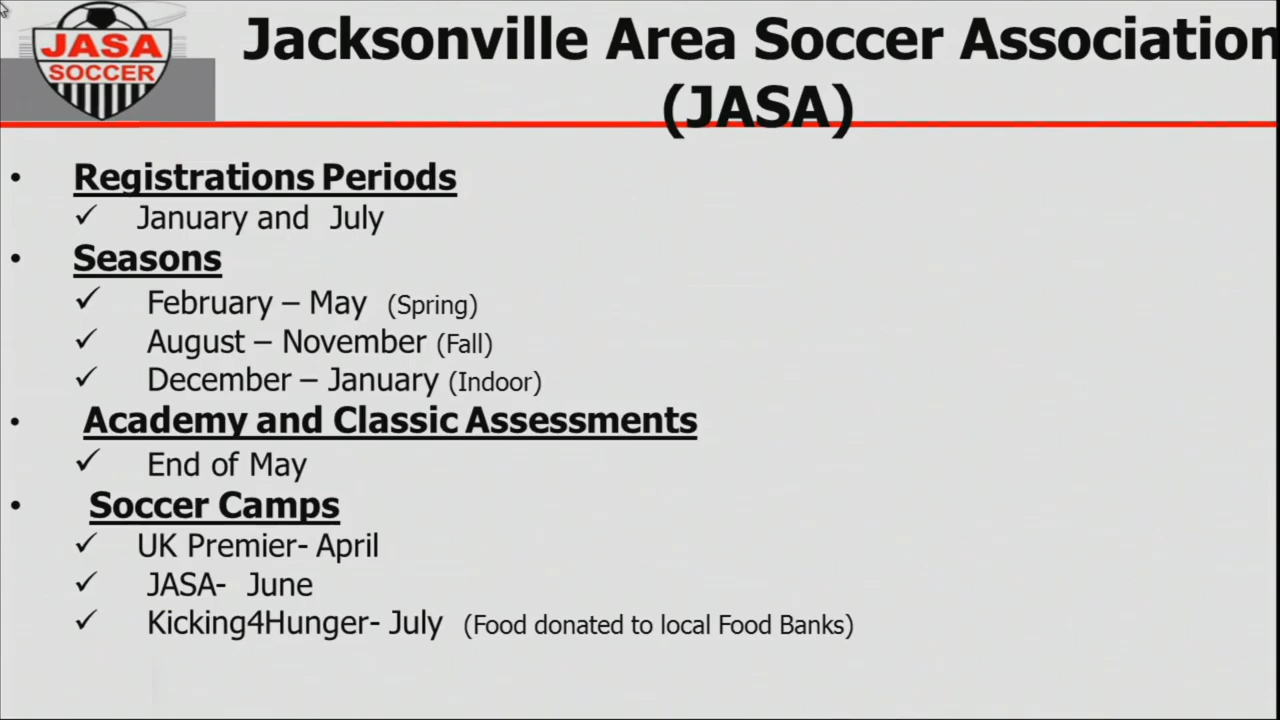 JASA
SOCCER
Jacksonville Area Soccer Association
(JASA)
• Registrations Periods
✓ January and July
• Seasons
✓ February – May (Spring)
✓ August – November (Fall)
✓ December – January (Indoor)
• Academy and Classic Assessments
✓ End of May
• Soccer Camps
✓ UK Premier- April
✓ JASA- June
✓ Kicking4Hunger- July (Food donated to local Food Banks)